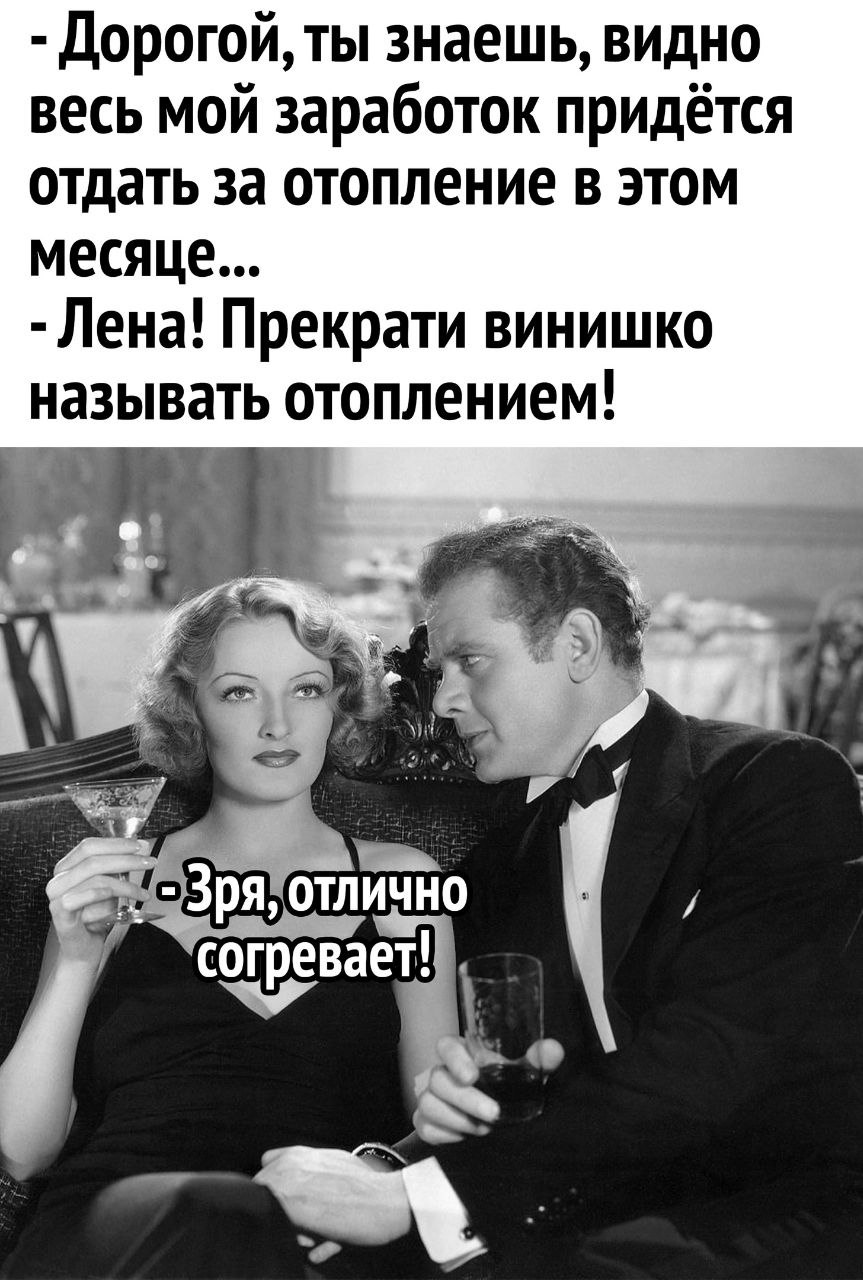 - Дорогой, ты знаешь, видно
весь мой заработок придётся
отдать за отопление в этом
месяце...
- Лена! Прекрати винишко
называть отоплением!
- Зря, отлично
согревает!